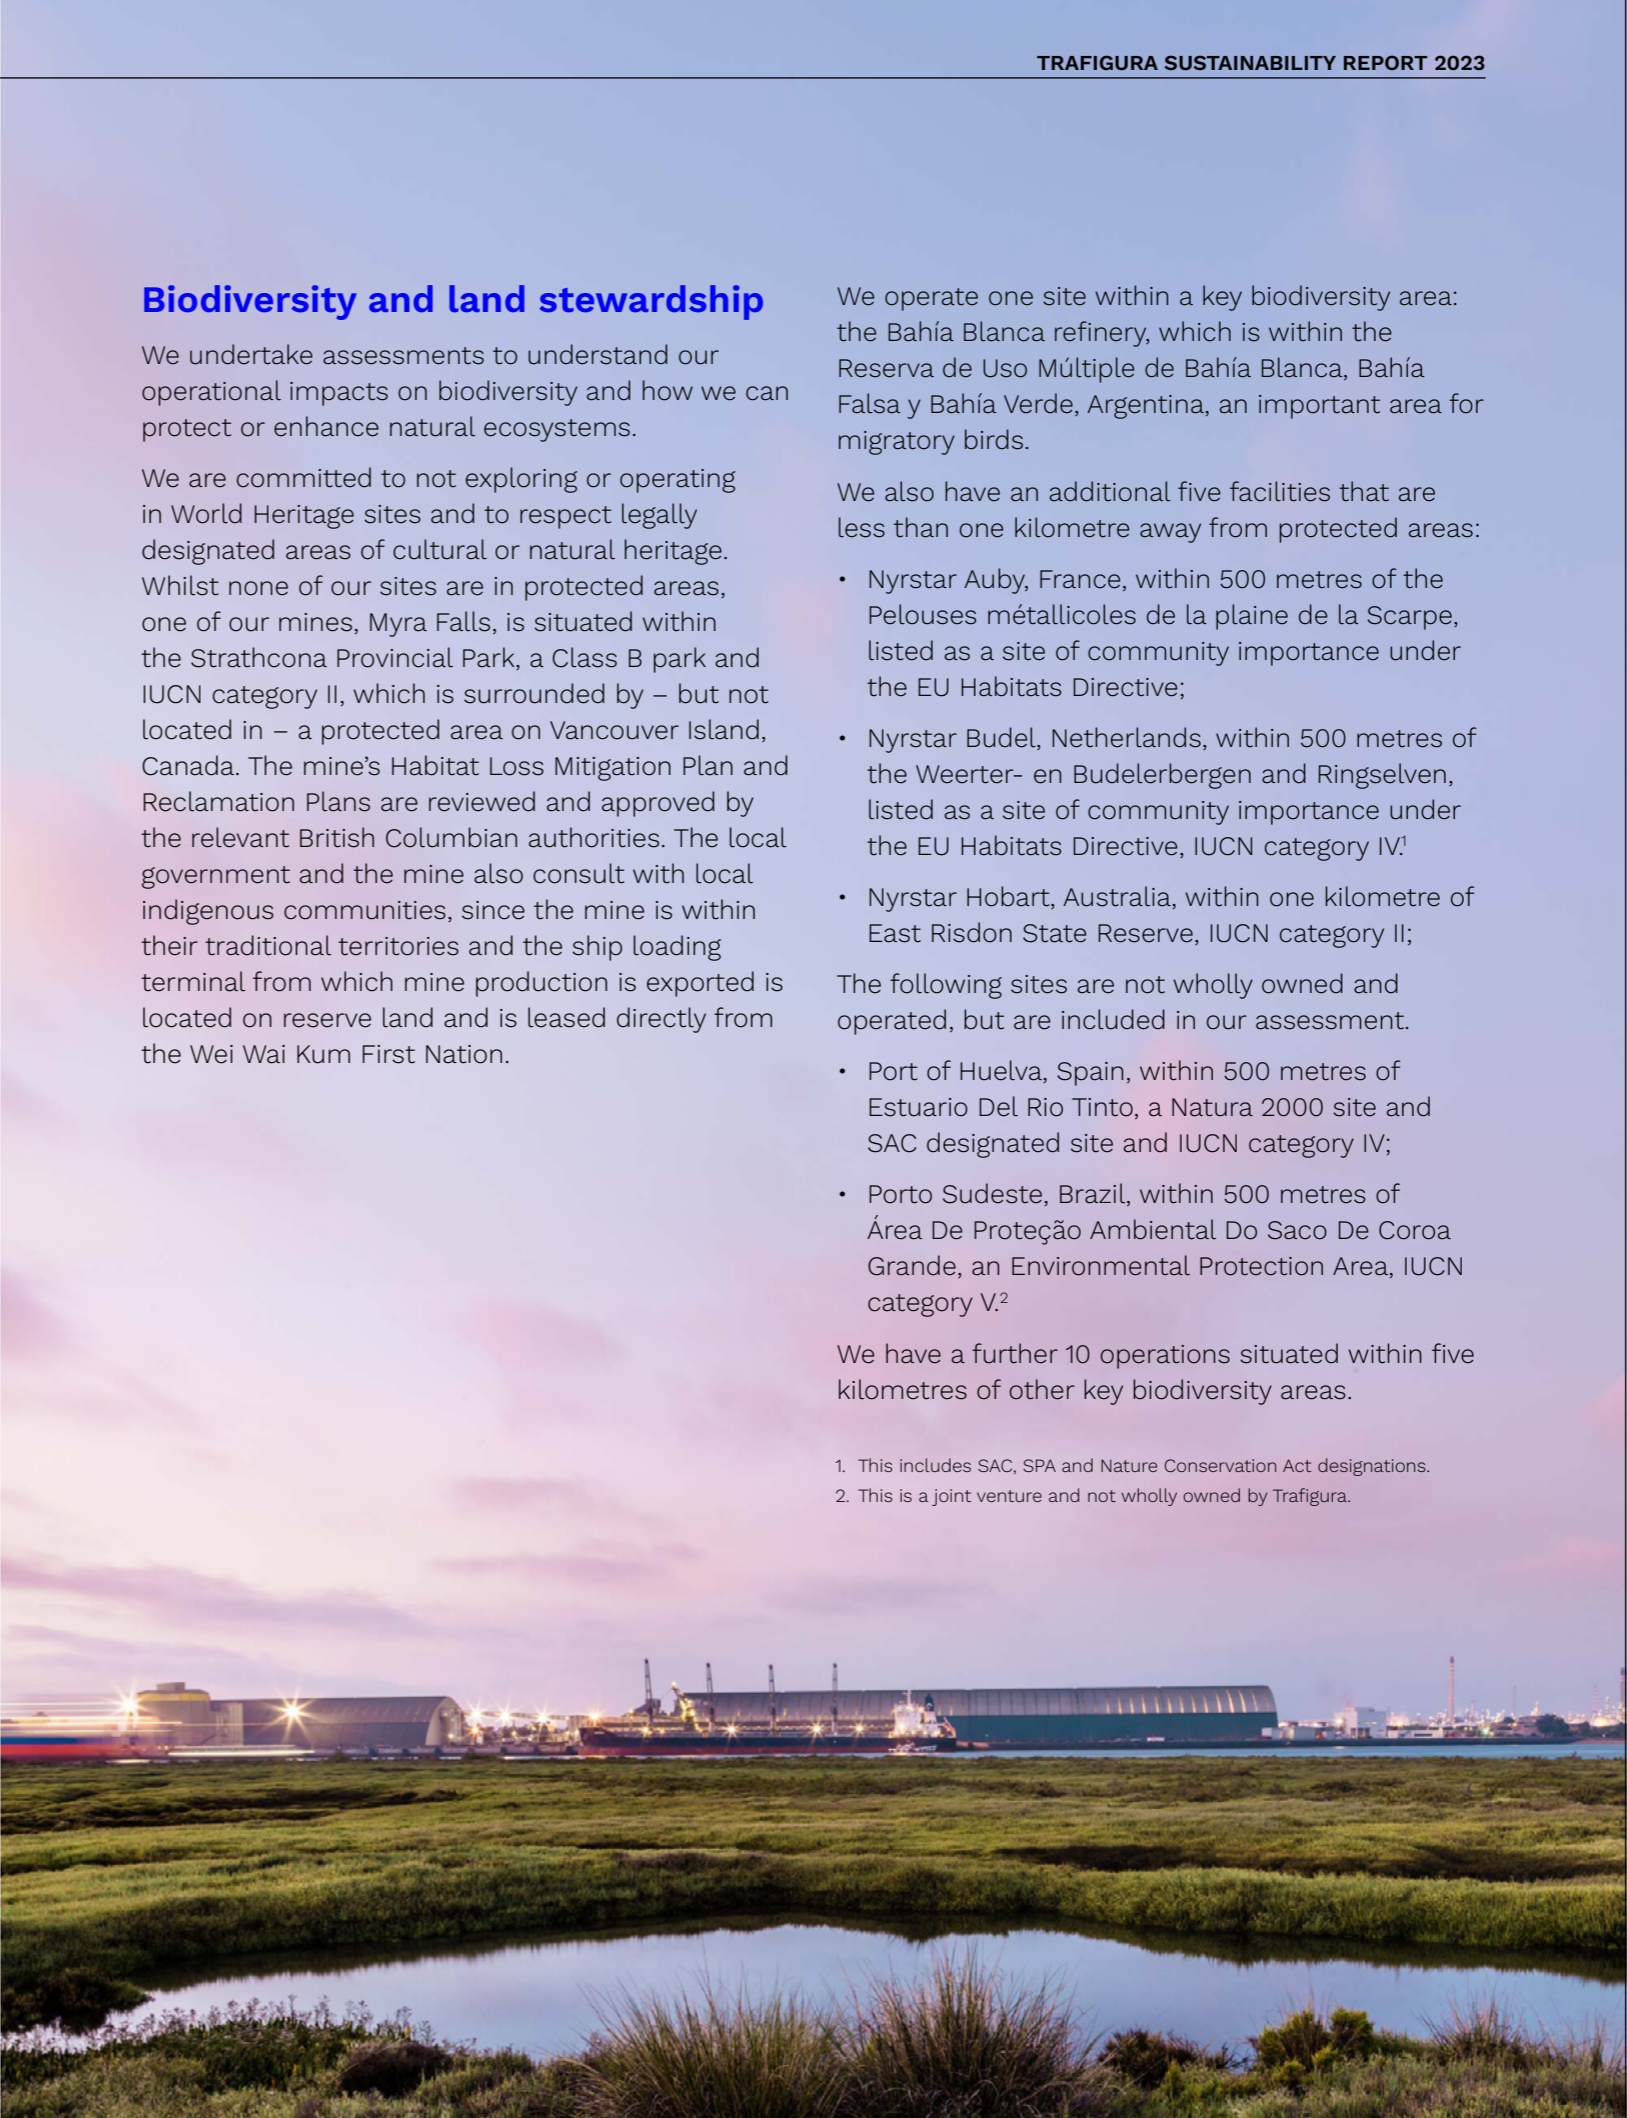 TRAFIGURA SUSTAINABILITY REPORT 2023
Biodiversity and land stewardship
We undertake assessments to understand our
operational impacts on biodiversity and how we can
protect or enhance natural ecosystems.
We are committed to not exploring or operating
in World Heritage sites and to respect legally
designated areas of cultural or natural heritage.
Whilst none of our sites are in protected areas,
one of our mines, Myra Falls, is situated within
the Strathcona Provincial Park, a Class B park and
IUCN category II, which is surrounded by – but not
located in – a protected area on Vancouver Island,
Canada. The mine’s Habitat Loss Mitigation Plan and
Reclamation Plans are reviewed and approved by
the relevant British Columbian authorities. The local
government and the mine also consult with local
indigenous communities, since the mine is within
their traditional territories and the ship loading
terminal from which mine production is exported is
located on reserve land and is leased directly from
the Wei Wai Kum First Nation.
We operate one site within a key biodiversity area:
the Bahía Blanca refinery, which is within the
Reserva de Uso Múltiple de Bahía Blanca, Bahía
Falsa y Bahía Verde, Argentina, an important area for
migratory birds.
We also have an additional five facilities that are
less than one kilometre away from protected areas:
• Nyrstar Auby, France, within 500 metres of the
Pelouses métallicoles de la plaine de la Scarpe,
listed as a site of community importance under
the EU Habitats Directive;
• Nyrstar Budel, Netherlands, within 500 metres of
the Weerter- en Budelerbergen and Ringselven,
listed as a site of community importance under
the EU Habitats Directive, IUCN category IV.¹
• Nyrstar Hobart, Australia, within one kilometre of
East Risdon State Reserve, IUCN category II;
The following sites are not wholly owned and
operated, but are included in our assessment.
• Port of Huelva, Spain, within 500 metres of
Estuario Del Rio Tinto, a Natura 2000 site and
SAC designated site and IUCN category IV;
• Porto Sudeste, Brazil, within 500 metres of
Área De Proteção Ambiental Do Saco De Coroa
Grande, an Environmental Protection Area, IUCN
category V.²
We have a further 10 operations situated within five
kilometres of other key biodiversity areas.
1. This includes SAC, SPA and Nature Conservation Act designations.
2. This is a joint venture and not wholly owned by Trafigura.